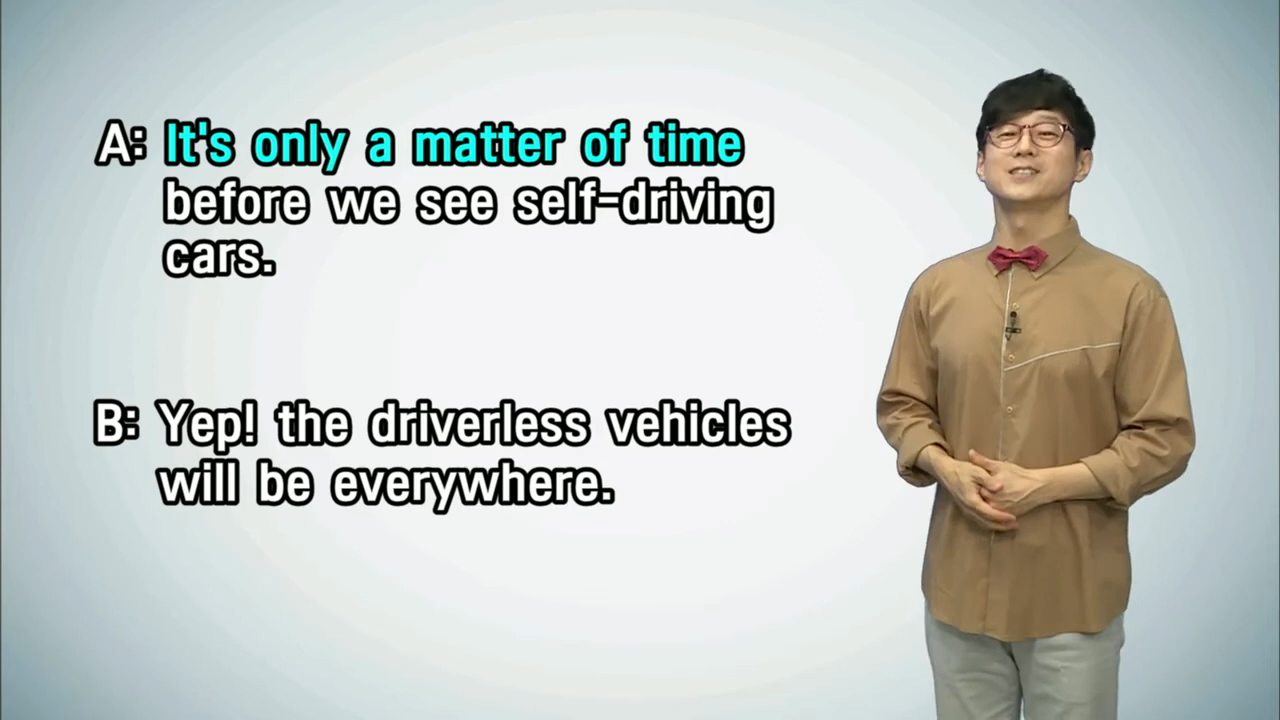 A: It's only a matter of time
before we see self-driving
cars.
B: Yep! the driverless vehicles
will be everywhere.